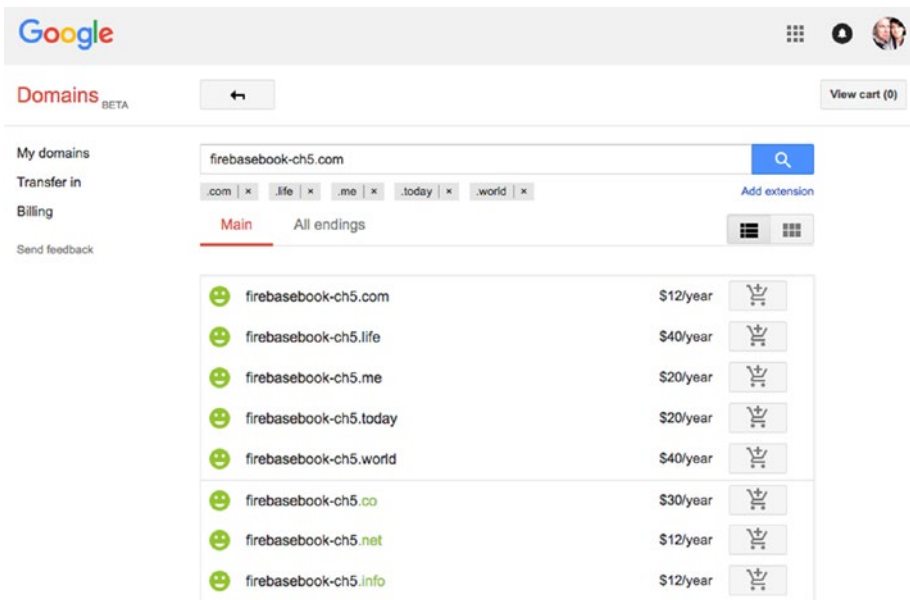 Google
Domains BETA
View cart (0)
My domains
Transfer in
Billing
Send feedback
firebasebook-ch5.com
.com | × .life | × .me | × .today | × .world | ×
Add extension
Main All endings
firebasebook-ch5.com $12/year
firebasebook-ch5.life $40/year
firebasebook-ch5.me $20/year
firebasebook-ch5.today $20/year
firebasebook-ch5.world $40/year
firebasebook-ch5.co $30/year
firebasebook-ch5.net $12/year
firebasebook-ch5.info $12/year